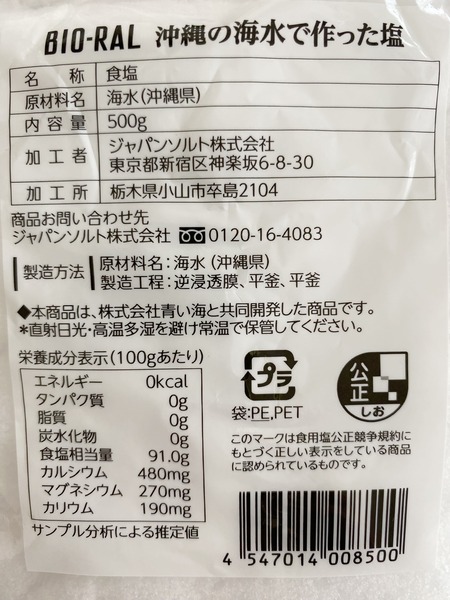 BIO-RAL 沖縄の海水で作った塩
名称 食塩
原材料名 海水(沖縄県)
内容量 500g
加工者 ジャパンソルト株式会社
東京都新宿区神楽坂6-8-30
加工所 栃木県小山市卒島2104
商品お問い合わせ先
ジャパンソルト株式会社 0120-16-4083
製造方法 原材料名:海水(沖縄県)
製造工程:逆浸透膜、平釜、平釜
◆本商品は、株式会社青い海と共同開発した商品です。
*直射日光・高温多湿を避け常温で保管してください。
栄養成分表示(100gあたり)
エネルギー 0kcal
タンパク質 0g
脂質 0g
炭水化物 0g
食塩相当量 91.0g
カルシウム 480mg
マグネシウム 270mg
カリウム 190mg
サンプル分析による推定値
プラ
袋:PE,PET
公正
しお
このマークは食用塩公正競争規約に
もとづく正しい表示をしている商品
に認められているものです。
4 547014 008500